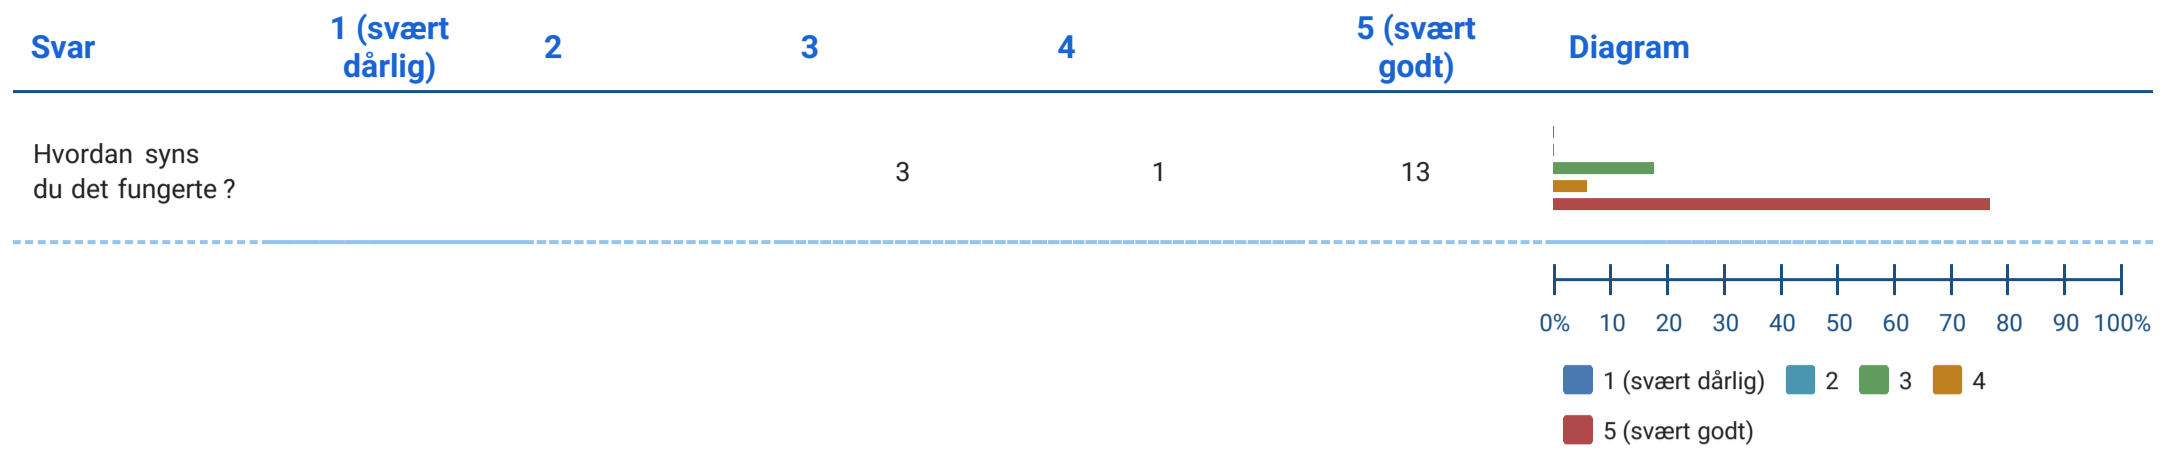 Svar 1 (svært dårlig) 2 3 4 5 (svært godt) Diagram
Hvordan syns
du det fungerte ? 3 1 13
0% 10 20 30 40 50 60 70 80 90 100%
1 (svært dårlig) 2 3 4
5 (svært godt)